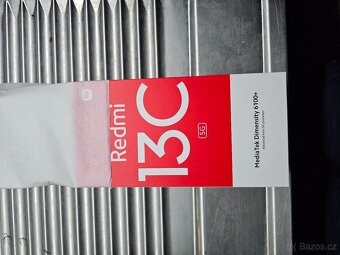 Redmi
13C
5G
MediaTek Dimensity 6100+
Bazos.cz